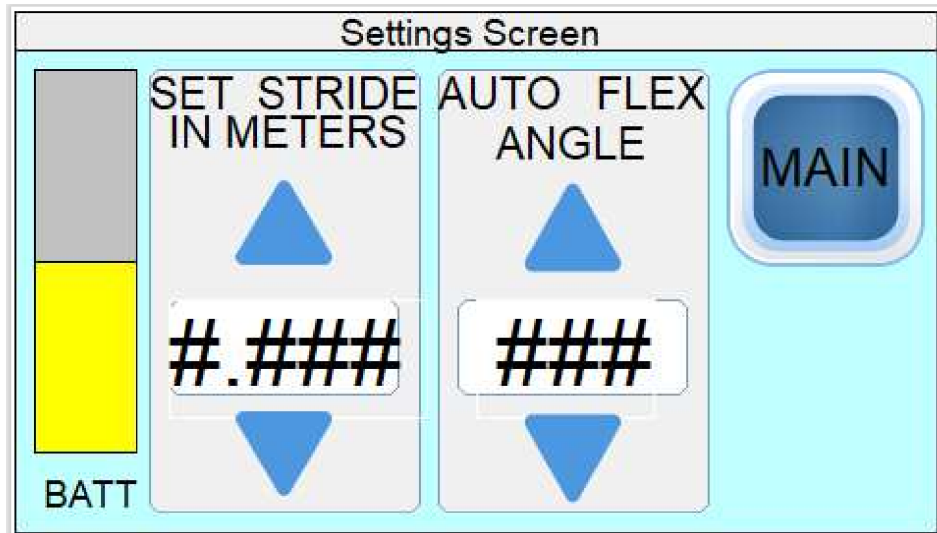 Settings Screen
SET STRIDE
IN METERS
#.###
AUTO FLEX
ANGLE
###
MAIN
BATT